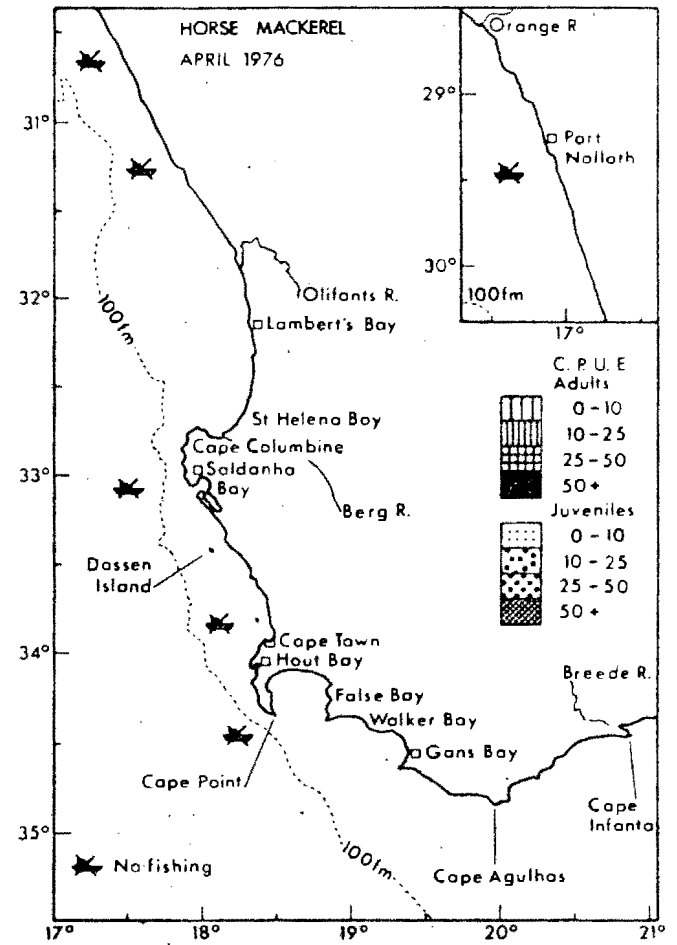 HORSE MACKEREL
APRIL 1976
Orange R
29°
Port
Nolloth
30°
100fm
17°
31°
Olifants R.
32°
100fm
Lambert's Bay
C. P. U. E
Adults
0-10
10-25
25-50
50+
Juveniles
0-10
10-25
25-50
50+
St Helena Bay
Cape Columbine
33°
Saldanha
Bay
Berg R.
Dassen
Island
34°
Cape Town
Hout Bay
Breede R.
False Bay
Walker Bay
Gans Bay
Cape Point
Cape
Infanta
35°
100fm
No fishing
Cape Agulhas
17°
18°
19°
20°
21°